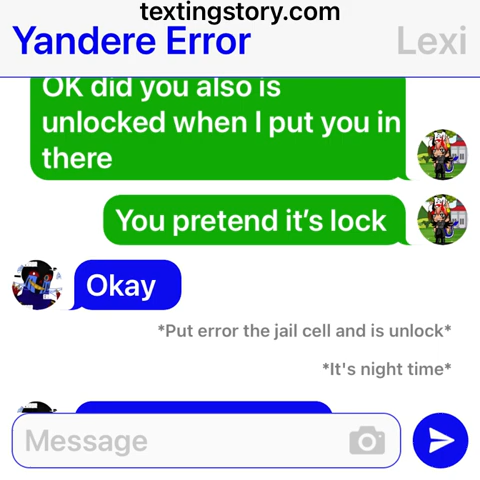 textingstory.com
Yandere Error
Lexi
OK did you also is
unlocked when I put you in
there
You pretend it's lock
Okay
*Put error the jail cell and is unlock*
*It's night time*
Message